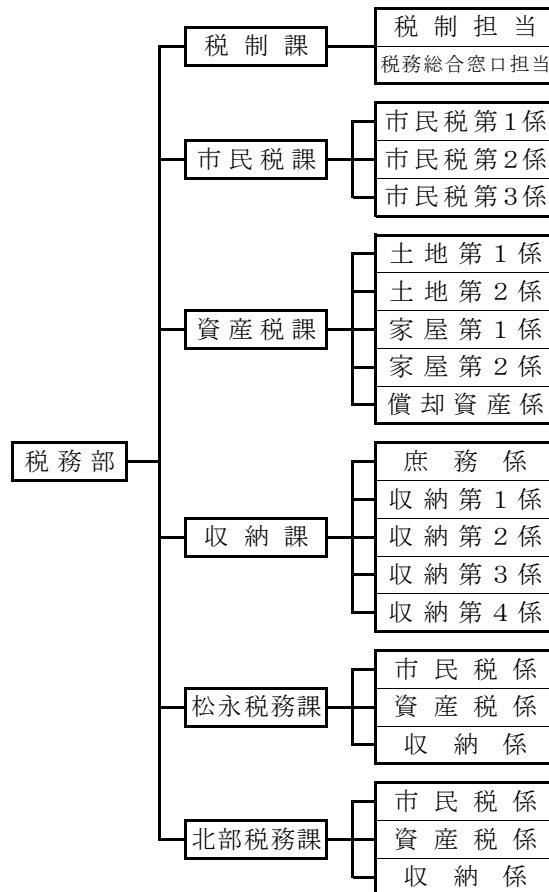 税務部
税制課
税制担当
税務総合窓口担当
市民税課
市民税第1係
市民税第2係
市民税第3係
資産税課
土地第1係
土地第2係
家屋第1係
家屋第2係
償却資産係
収納課
庶務係
収納第1係
収納第2係
収納第3係
収納第4係
松永税務課
市民税係
資産税係
収納係
北部税務課
市民税係
資産税係
収納係